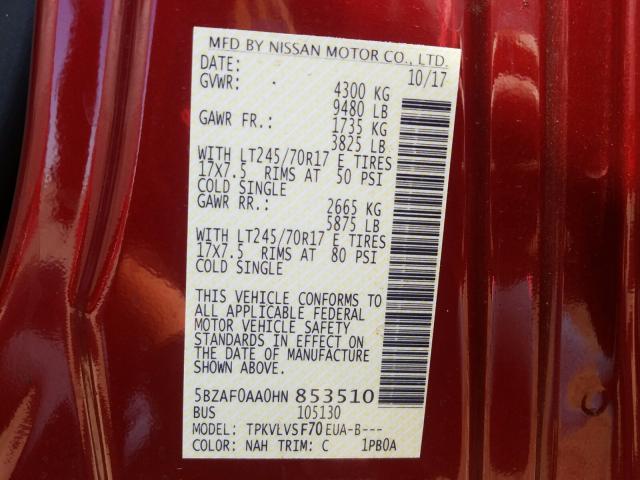 MFD BY NISSAN MOTOR CO., LTD.
DATE: 10/17
GVWR: 4300 KG
9480 LB
GAWR FR.: 1735 KG
3825 LB
WITH LT245/70R17 E TIRES
17X7.5 RIMS AT 50 PSI
COLD SINGLE
GAWR RR.: 2665 KG
5875 LB
WITH LT245/70R17 E TIRES
17X7.5 RIMS AT 80 PSI
COLD SINGLE
THIS VEHICLE CONFORMS TO
ALL APPLICABLE FEDERAL
MOTOR VEHICLE SAFETY
STANDARDS IN EFFECT ON
THE DATE OF MANUFACTURE
SHOWN ABOVE.
5BZAF0AA0HN 853510
BUS 105130
MODEL: TPKVLVSF70EUA-B---
COLOR: NAH TRIM: C 1PB0A